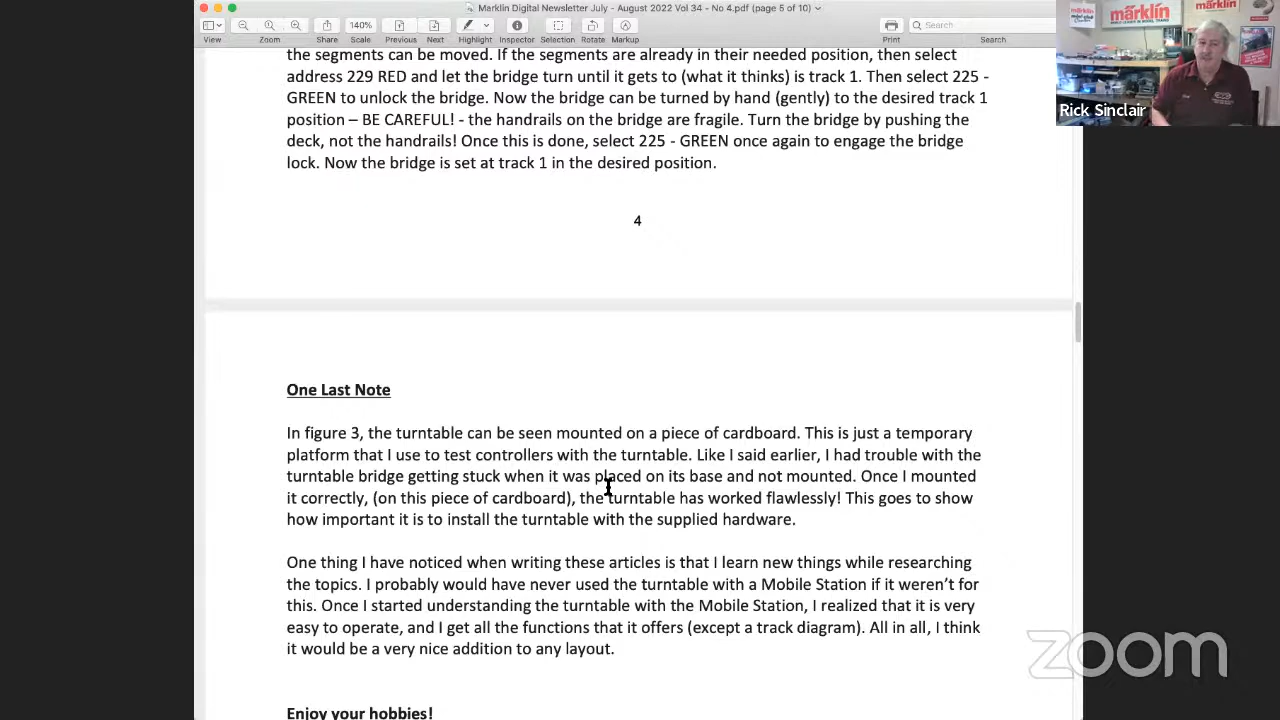 Marklin Digital Newsletter July - August 2022 Vol 34 - No 4.pdf (page 5 of 10)
140%
Search
View Zoom Share Scale Previous Next Highlight Inspector Selection Rotate Markup Print Search
märklin
märklin
Rick Sinclair
the segments can be moved. If the segments are already in their needed position, then select
address 229 RED and let the bridge turn until it gets to (what it thinks) is track 1. Then select 225 -
GREEN to unlock the bridge. Now the bridge can be turned by hand (gently) to the desired track 1
position – BE CAREFUL! - the handrails on the bridge are fragile. Turn the bridge by pushing the
deck, not the handrails! Once this is done, select 225 - GREEN once again to engage the bridge
lock. Now the bridge is set at track 1 in the desired position.
4
One Last Note
In figure 3, the turntable can be seen mounted on a piece of cardboard. This is just a temporary
platform that I use to test controllers with the turntable. Like I said earlier, I had trouble with the
turntable bridge getting stuck when it was placed on its base and not mounted. Once I mounted
it correctly, (on this piece of cardboard), the turntable has worked flawlessly! This goes to show
how important it is to install the turntable with the supplied hardware.
One thing I have noticed when writing these articles is that I learn new things while researching
the topics. I probably would have never used the turntable with a Mobile Station if it weren’t for
this. Once I started understanding the turntable with the Mobile Station, I realized that it is very
easy to operate, and I get all the functions that it offers (except a track diagram). All in all, I think
it would be a very nice addition to any layout.
Enjoy your hobbies!
zoom